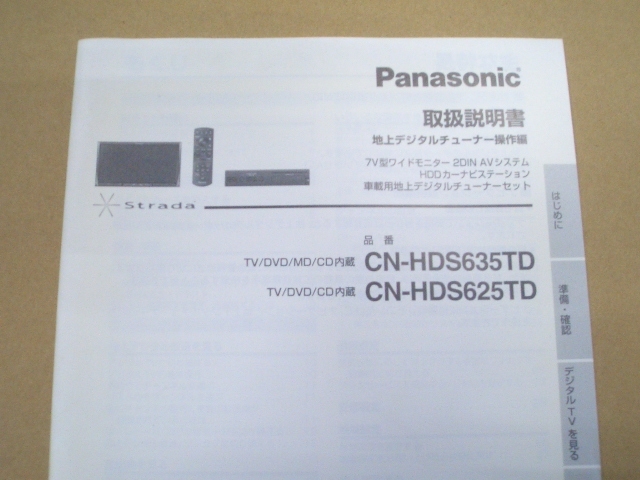 Panasonic
取扱説明書
地上デジタルチューナー操作編
7V型ワイドモニター 2DIN AVシステム
HDDカーナビステーション
車載用地上デジタルチューナーセット
Strada
品番
TV/DVD/MD/CD内蔵 CN-HDS635TD
TV/DVD/CD内蔵 CN-HDS625TD
はじめに
準備・確認
デジタルTVを見る